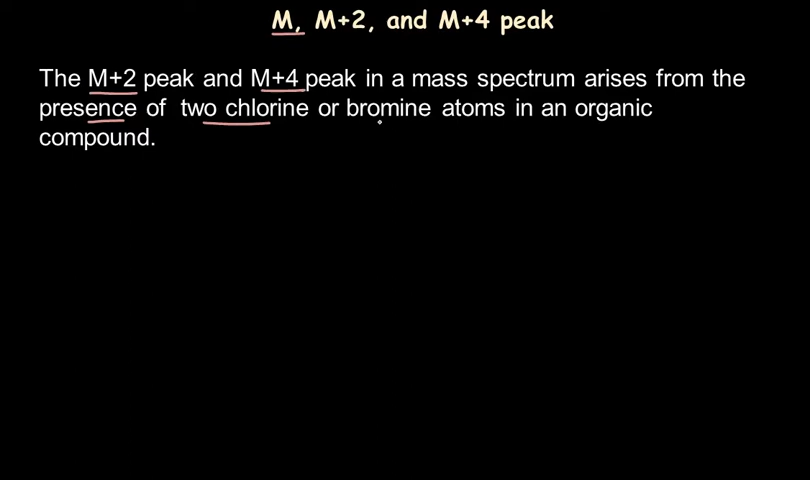 M, M+2, and M+4 peak
The M+2 peak and M+4 peak in a mass spectrum arises from the
presence of two chlorine or bromine atoms in an organic
compound.